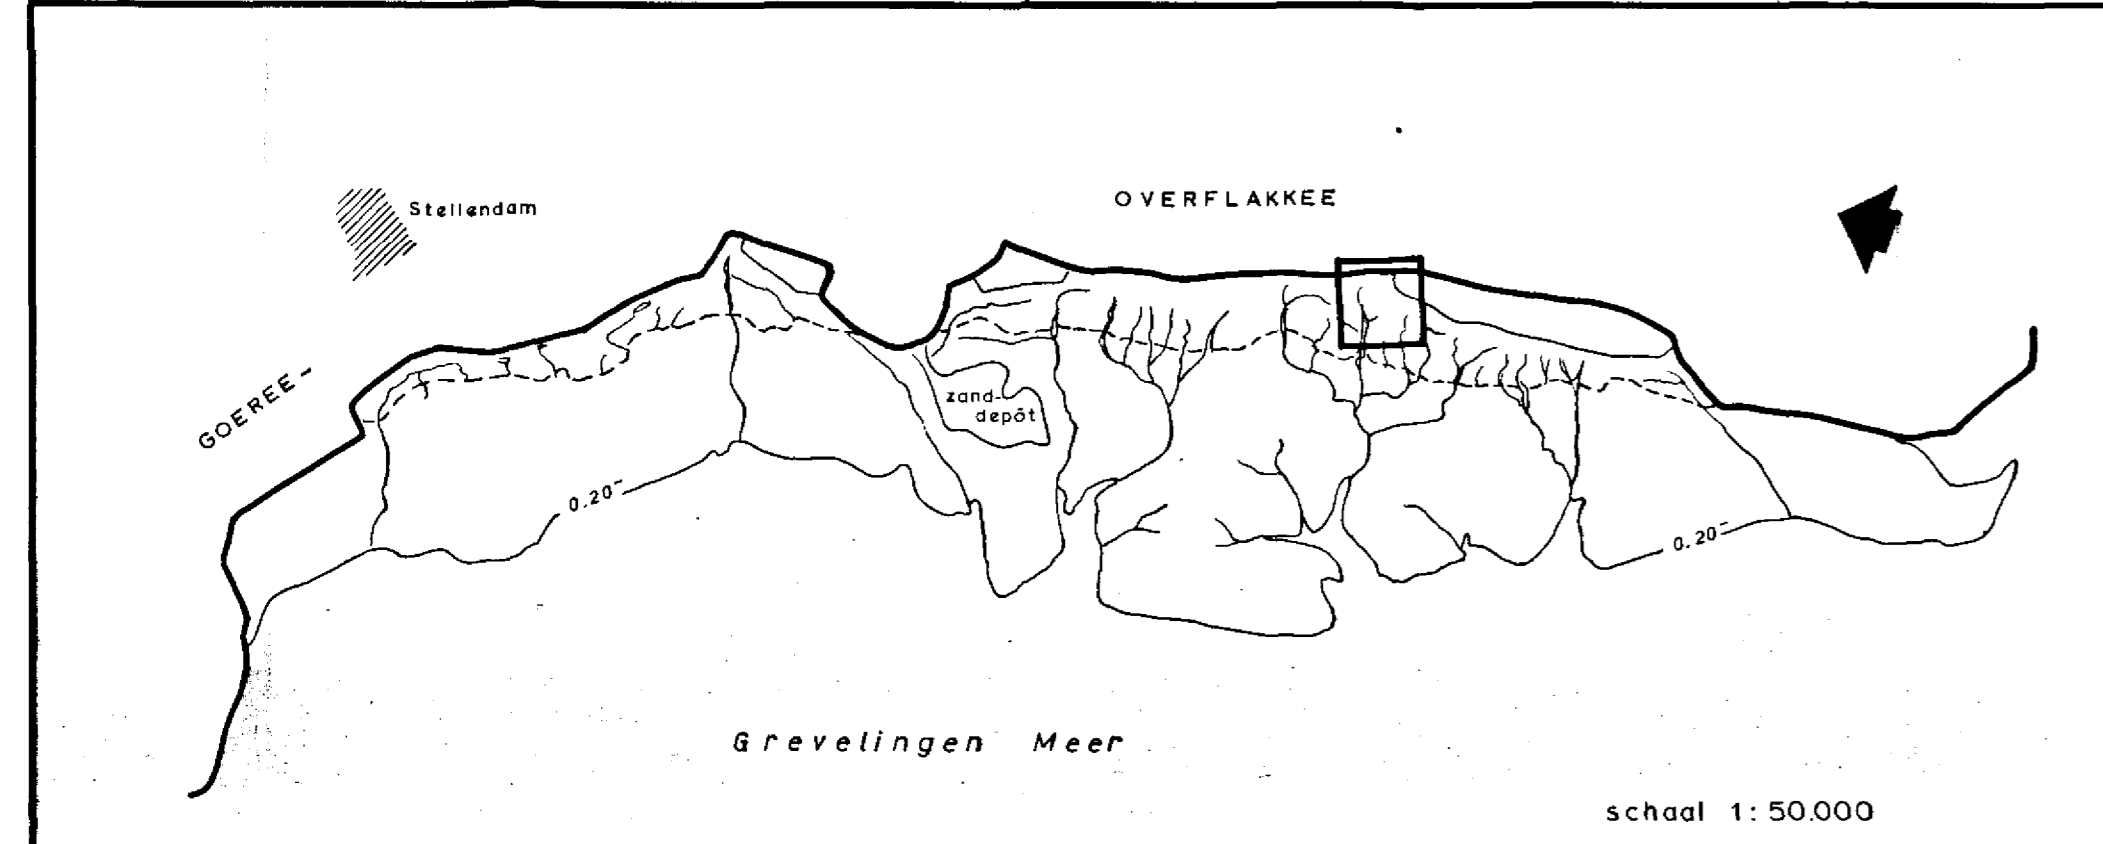 OVERFLAKKEE
Stellendam
GOEREE-
zand-
depôt
0.20-
0.20-
Grevelingen Meer
schaal 1:50.000